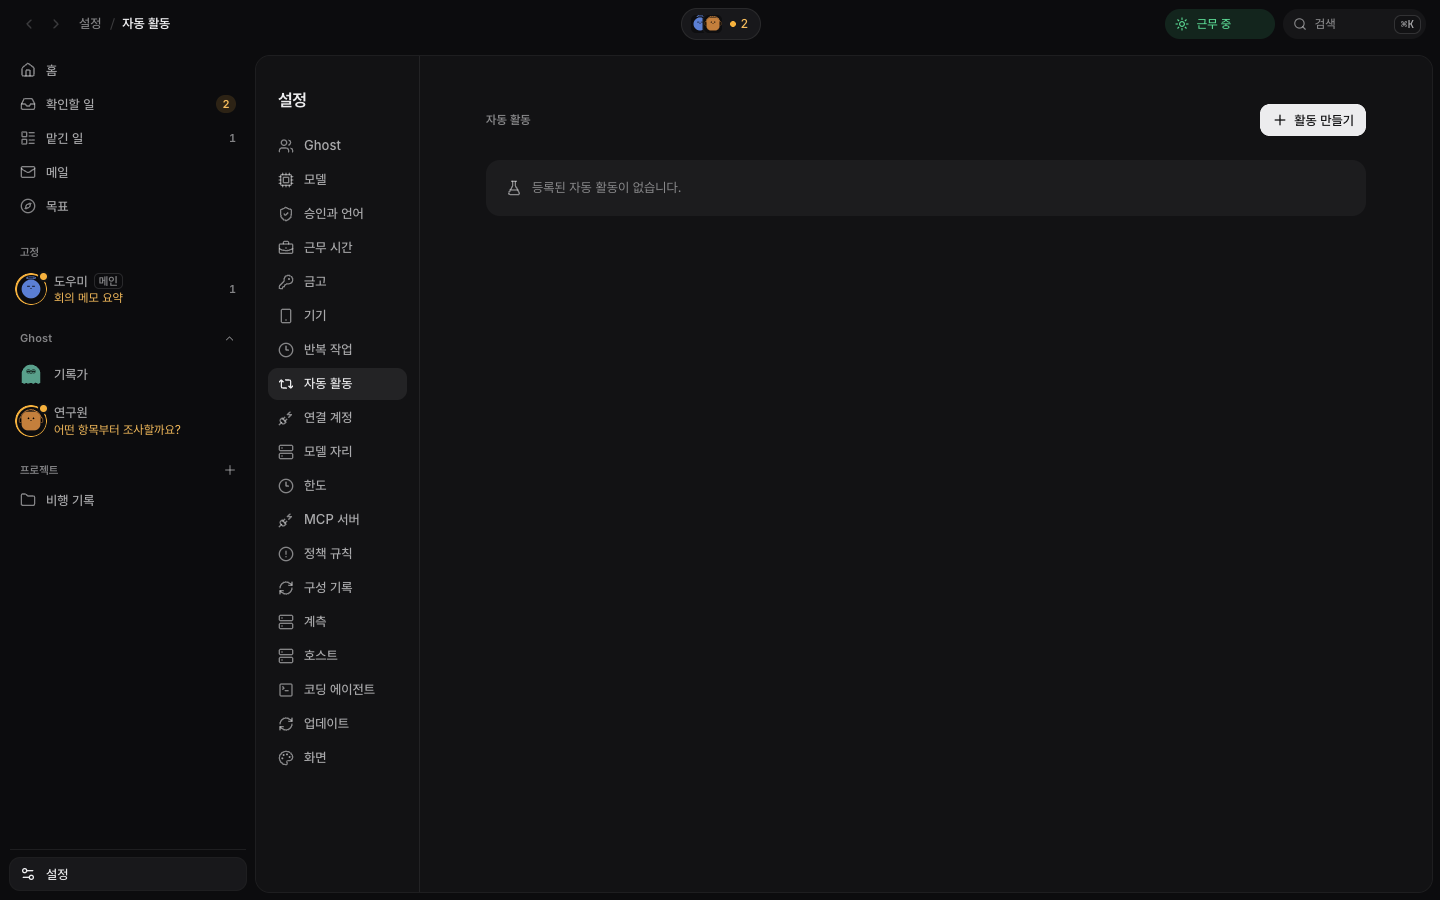 설정 / 자동 활동
2
근무 중
검색
⌘K
홈
확인할 일
2
맡긴 일
1
메일
목표
고정
도우미 메인
회의 메모 요약
1
Ghost
기록가
연구원
어떤 항목부터 조사할까요?
프로젝트
비행 기록
설정
설정
Ghost
모델
승인과 언어
근무 시간
금고
기기
반복 작업
자동 활동
연결 계정
모델 자리
한도
MCP 서버
정책 규칙
구성 기록
계측
호스트
코딩 에이전트
업데이트
화면
자동 활동
활동 만들기
등록된 자동 활동이 없습니다.